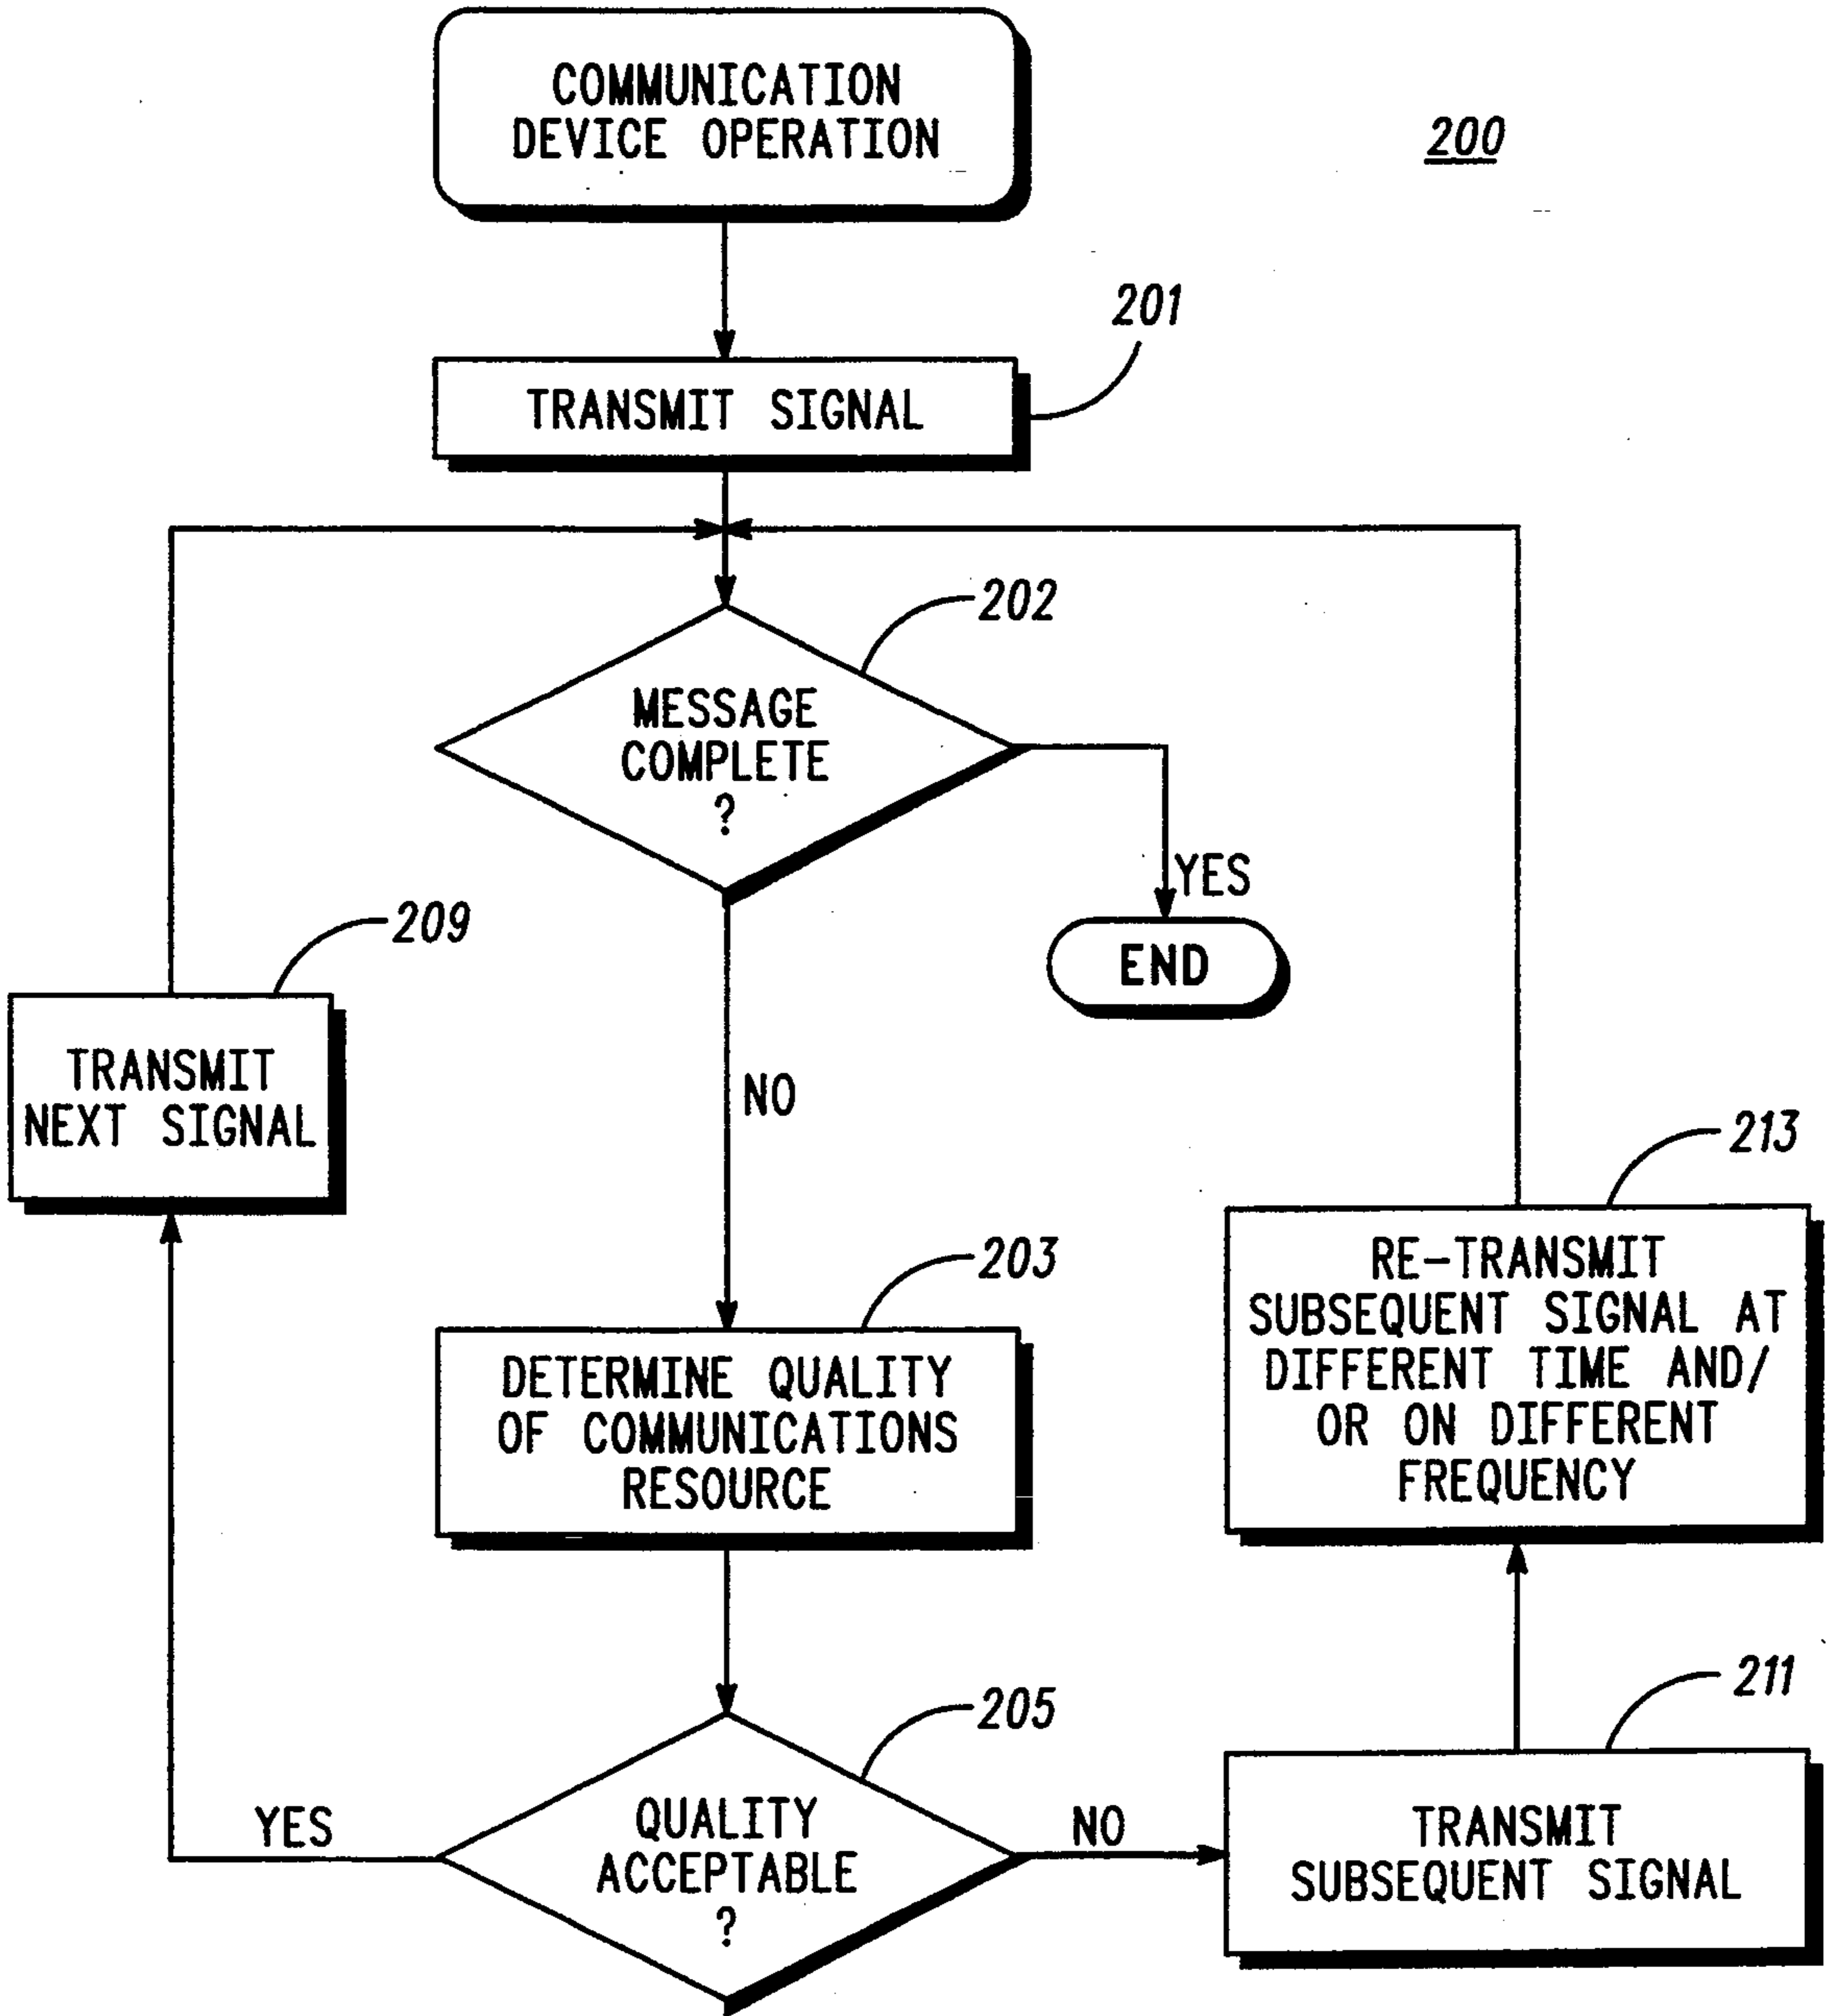 COMMUNICATION
DEVICE OPERATION
200
201
TRANSMIT SIGNAL
202
MESSAGE
COMPLETE
?
YES
END
209
TRANSMIT
NEXT SIGNAL
NO
203
DETERMINE QUALITY
OF COMMUNICATIONS
RESOURCE
213
RE-TRANSMIT
SUBSEQUENT SIGNAL AT
DIFFERENT TIME AND/
OR ON DIFFERENT
FREQUENCY
205
QUALITY
ACCEPTABLE
?
YES
NO
211
TRANSMIT
SUBSEQUENT SIGNAL